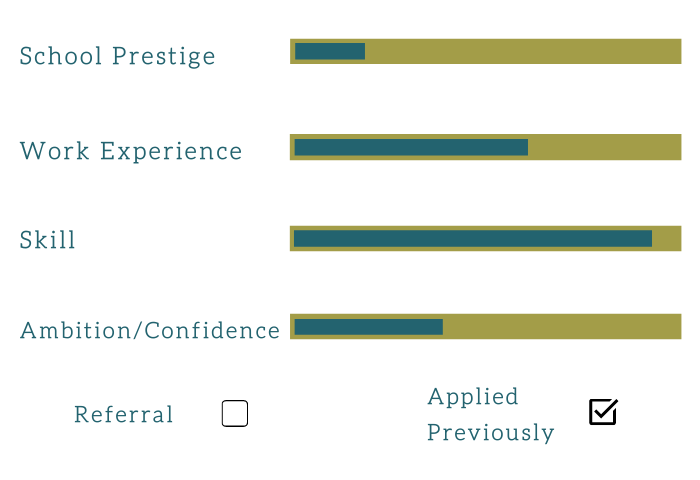 School Prestige
Work Experience
Skill
Ambition/Confidence
Referral
Applied
Previously